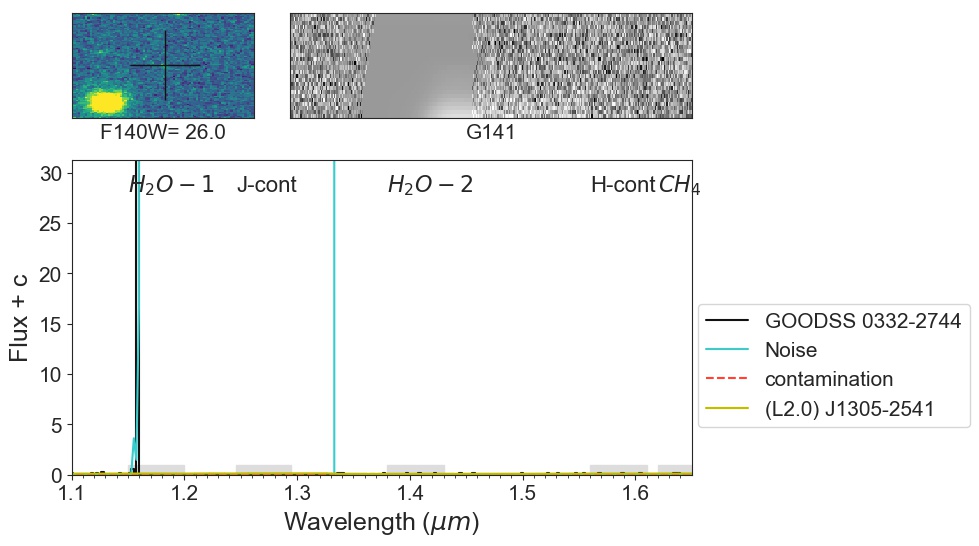 F140W= 26.0
G141
H₂O − 1 J-cont H₂O − 2 H-cont CH₄
30
25
20
15
10
5
0
Flux + c
1.1 1.2 1.3 1.4 1.5 1.6
Wavelength (μm)
GOODSS 0332-2744
Noise
contamination
(L2.0) J1305-2541